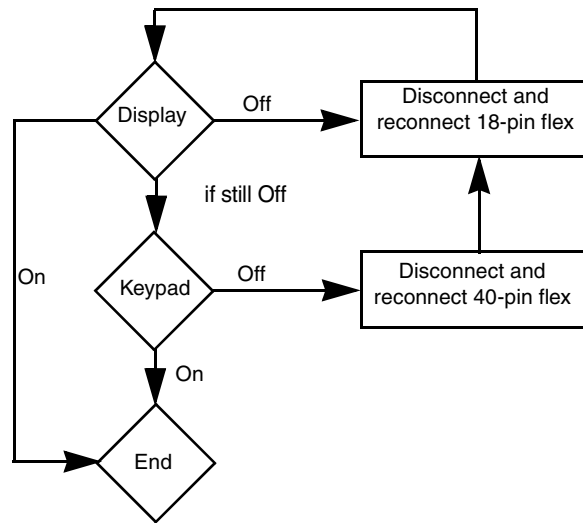 Display
Off
Disconnect and
reconnect 18-pin flex
if still Off
On
Keypad
Off
Disconnect and
reconnect 40-pin flex
On
End